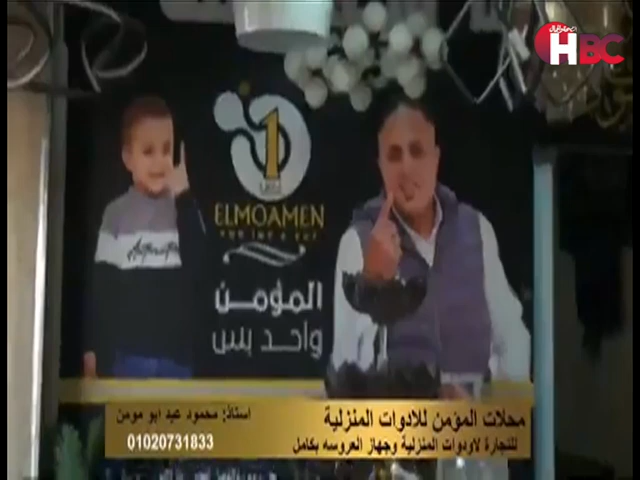 HBC
1
ELMOAMEN
المؤمن
واحد بس
محلات المؤمن للادوات المنزلية
استاذ: محمود عيد ابو مومن
للتجارة لاودوات المنزلية وجهاز العروسه بكامل
01020731833